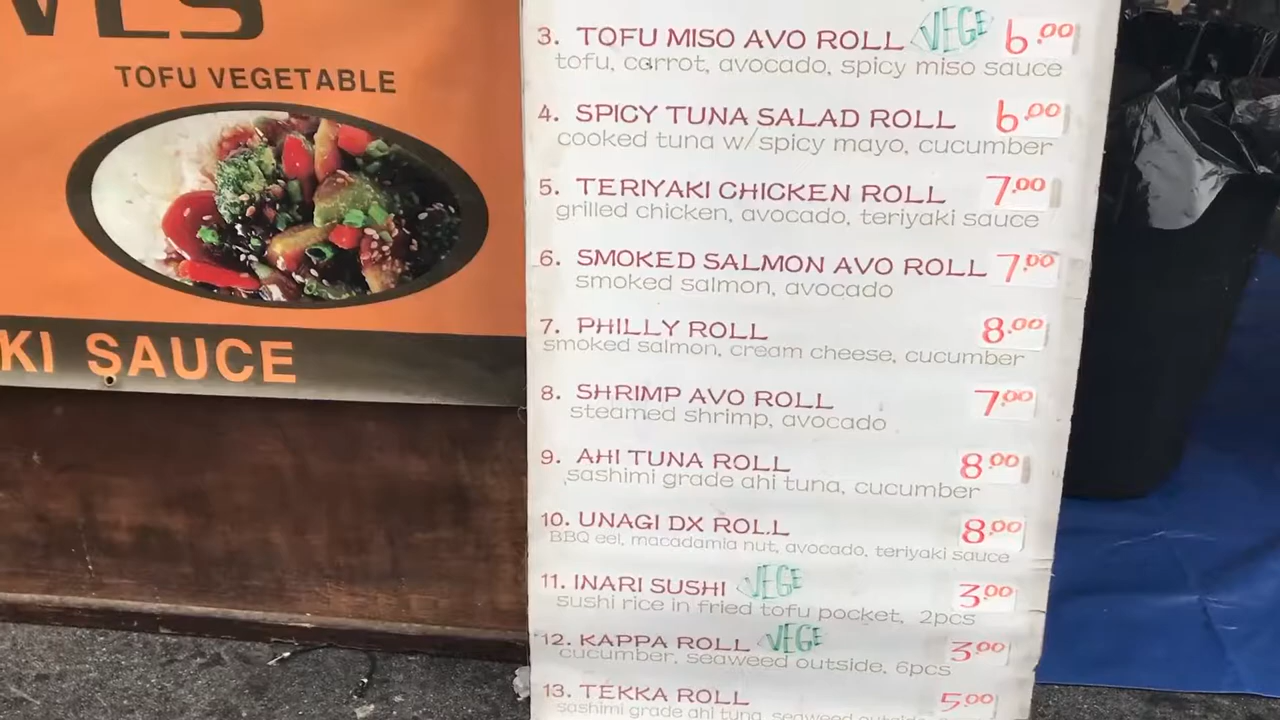 TOFU VEGETABLE
KI SAUCE
VEGE
3. TOFU MISO AVO ROLL 6.00
tofu, carrot, avocado, spicy miso sauce
4. SPICY TUNA SALAD ROLL 6.00
cooked tuna w/spicy mayo, cucumber
5. TERIYAKI CHICKEN ROLL 7.00
grilled chicken, avocado, teriyaki sauce
6. SMOKED SALMON AVO ROLL 7.00
smoked salmon, avocado
7. PHILLY ROLL 8.00
smoked salmon, cream cheese, cucumber
8. SHRIMP AVO ROLL 7.00
steamed shrimp, avocado
9. AHI TUNA ROLL 8.00
sashimi grade ahi tuna, cucumber
10. UNAGI DX ROLL 8.00
BBQ eel, macadamia nut, avocado, teriyaki sauce
11. INARI SUSHI VEGE 3.00
sushi rice in fried tofu pocket, 2pcs
12. KAPPA ROLL VEGE 3.00
cucumber, seaweed outside, 6pcs
13. TEKKA ROLL 5.00
sashimi grade ahi tuna, seaweed